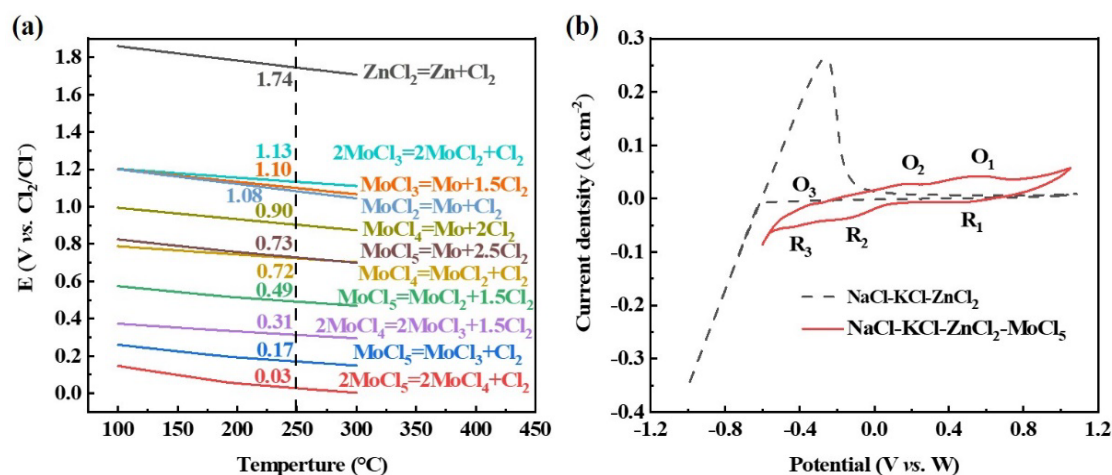 (a)
E (V vs. Cl₂/Cl⁻)
1.8
1.6
1.4
1.2
1.0
0.8
0.6
0.4
0.2
0.0
1.74
ZnCl₂=Zn+Cl₂
1.13
2MoCl₃=2MoCl₂+Cl₂
1.10
MoCl₃=Mo+1.5Cl₂
1.08
MoCl₂=Mo+Cl₂
0.90
MoCl₄=Mo+2Cl₂
0.73
MoCl₅=Mo+2.5Cl₂
0.72
MoCl₄=MoCl₂+Cl₂
0.49
MoCl₅=MoCl₂+1.5Cl₂
0.31
2MoCl₄=2MoCl₃+1.5Cl₂
0.17
MoCl₅=MoCl₃+Cl₂
0.03
2MoCl₅=2MoCl₄+Cl₂
100 150 200 250 300 350 400 450
Temperture (°C)
(b)
Current dentsity (A cm⁻²)
0.3
0.2
0.1
0.0
-0.1
-0.2
-0.3
-0.4
O₃
O₂
O₁
R₃
R₂
R₁
NaCl-KCl-ZnCl₂
NaCl-KCl-ZnCl₂-MoCl₅
-1.2 -0.8 -0.4 0.0 0.4 0.8 1.2
Potential (V vs. W)